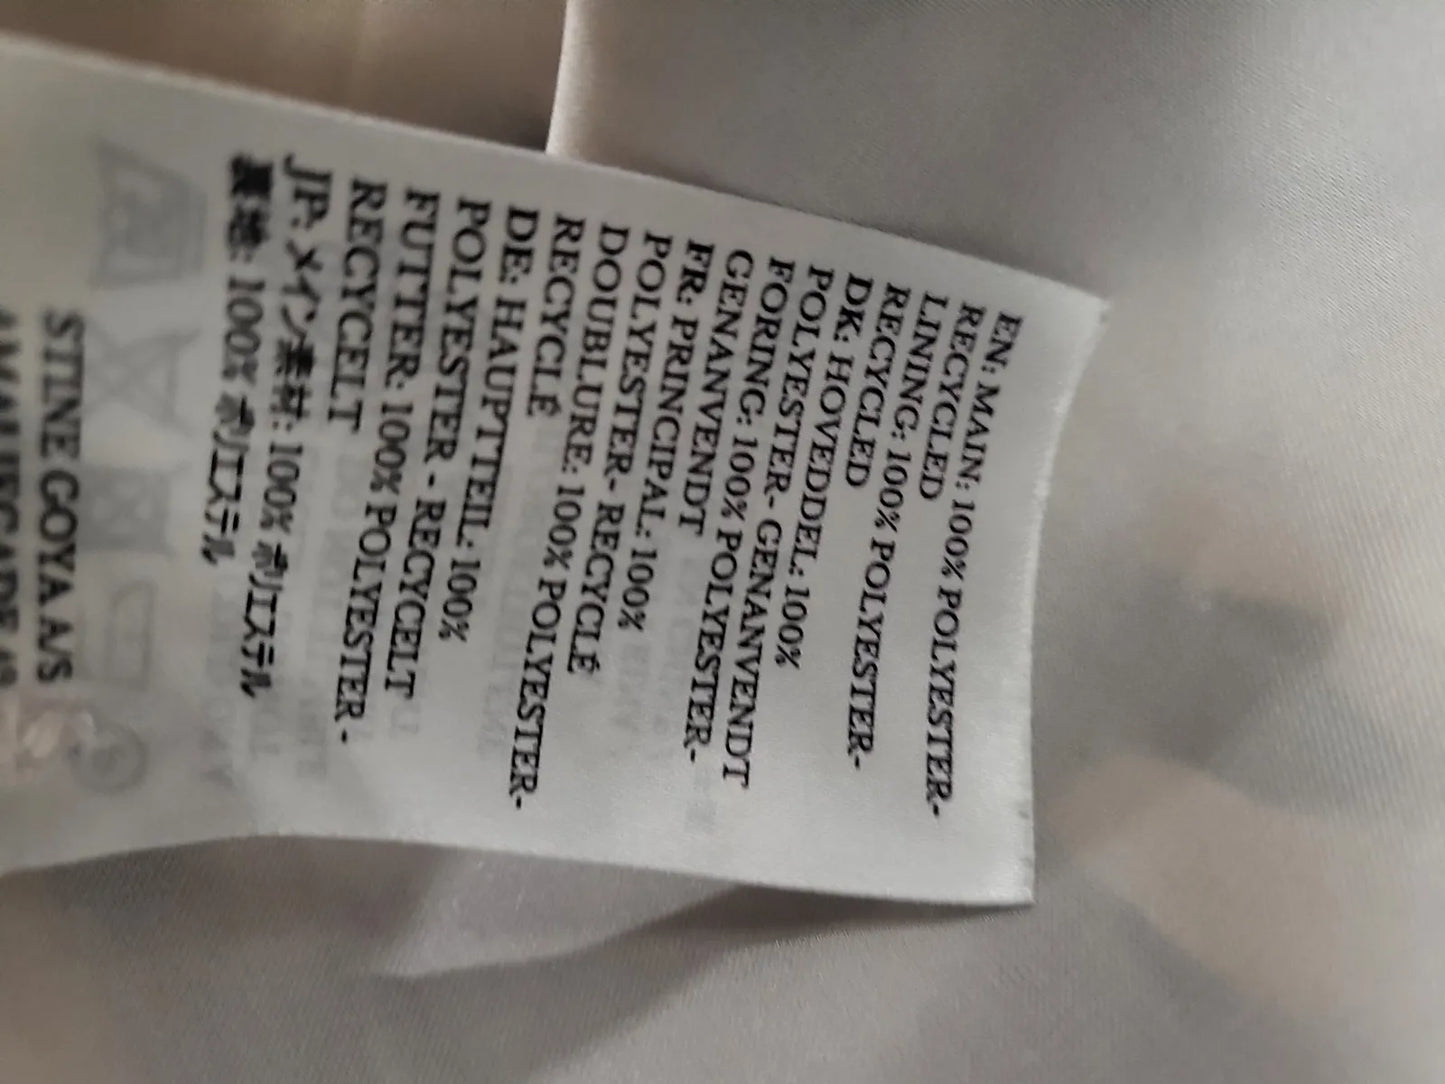 EN: MAIN: 100% POLYESTER-
RECYCLED
LINING: 100% POLYESTER-
RECYCLED
DK: HOVEDDEL: 100%
POLYESTER- GENANVENDT
FORING: 100% POLYESTER-
GENANVENDT
FR: PRINCIPAL: 100%
POLYESTER- RECYCLÉ
DOUBLURE: 100% POLYESTER-
RECYCLÉ
DE: HAUPTTEIL: 100%
POLYESTER - RECYCELT
FUTTER: 100% POLYESTER -
RECYCELT
JP: メイン素材: 100% ポリエステル
裏地: 100% ポリエステル
STINE GOYA A/S